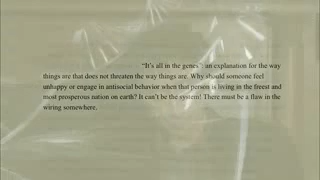 “It’s all in the genes”: an explanation for the way
things are that does not threaten the way things are. Why should someone feel
unhappy or engage in antisocial behavior when that person is living in the freest and
most prosperous nation on earth? It can’t be the system! There must be a flaw in the
wiring somewhere.